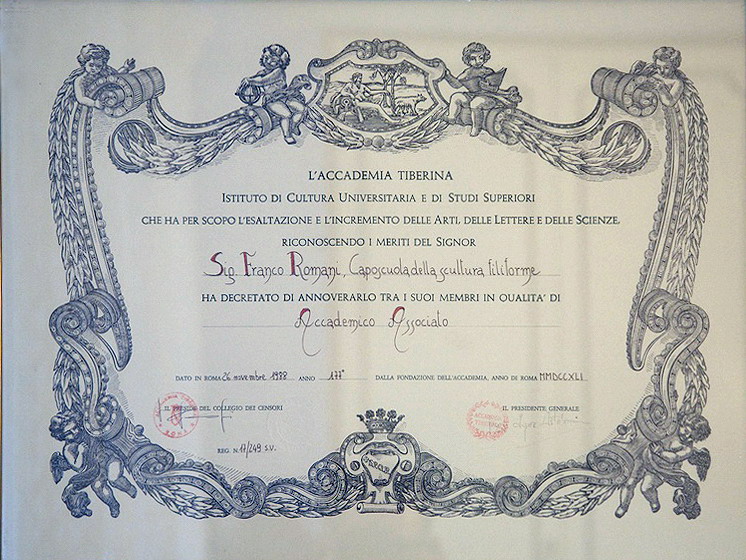 L'ACCADEMIA TIBERINA
ISTITUTO DI CULTURA UNIVERSITARIA E DI STUDI SUPERIORI
CHE HA PER SCOPO L'ESALTAZIONE E L'INCREMENTO DELLE ARTI, DELLE LETTERE E DELLE SCIENZE,
RICONOSCENDO I MERITI DEL SIGNOR
Sig. Franco Romani, Caposcuola della scultura filiforme
HA DECRETATO DI ANNOVERARLO TRA I SUOI MEMBRI IN QUALITA' DI
Accademico Associato
DATO IN ROMA 26 novembre 1988 ANNO 177° DALLA FONDAZIONE DELL'ACCADEMIA, ANNO DI ROMA MMDCCXLI
IL PRESIDE DEL COLLEGIO DEI CENSORI
IL PRESIDENTE GENERALE
REG. N. 17/249 S.V.